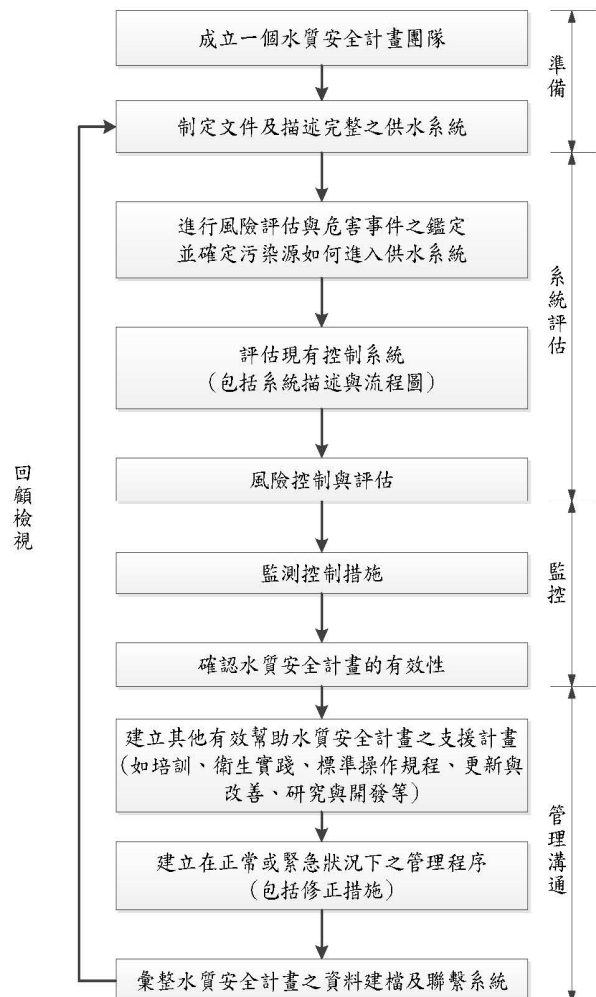 成立一個水質安全計畫團隊
準備
制定文件及描述完整之供水系統
進行風險評估與危害事件之鑑定
並確定污染源如何進入供水系統
系統評估
評估現有控制系統
（包括系統描述與流程圖）
風險控制與評估
回顧檢視
監測控制措施
監控
確認水質安全計畫的有效性
建立其他有效幫助水質安全計畫之支援計畫
（如培訓、衛生實踐、標準操作規程、更新與
改善、研究與開發等）
管理溝通
建立在正常或緊急狀況下之管理程序
（包括修正措施）
彙整水質安全計畫之資料建檔及聯繫系統